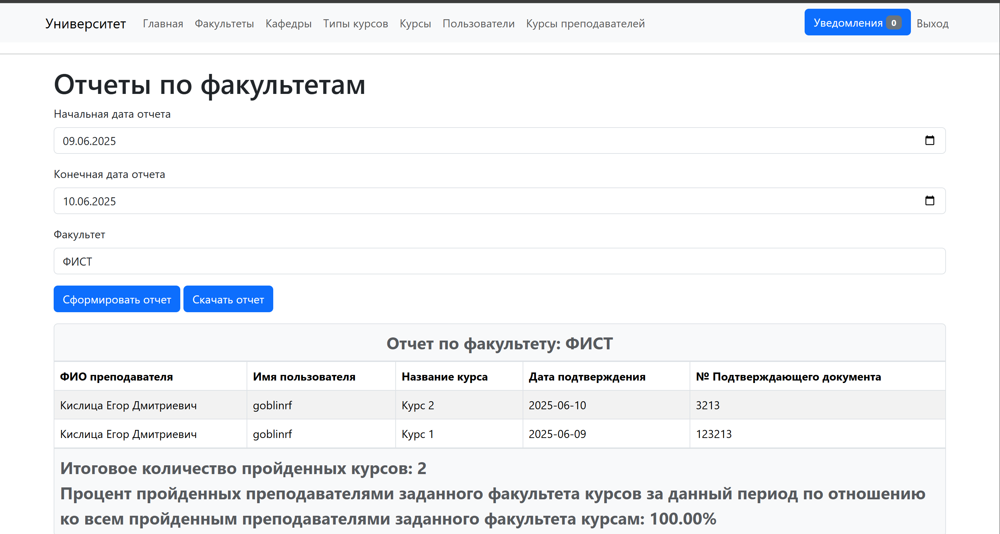 Университет Главная Факультеты Кафедры Типы курсов Курсы Пользователи Курсы преподавателей Уведомления 0 Выход
Отчеты по факультетам
Начальная дата отчета
09.06.2025
Конечная дата отчета
10.06.2025
Факультет
ФИСТ
Сформировать отчет Скачать отчет
Отчет по факультету: ФИСТ
ФИО преподавателя Имя пользователя Название курса Дата подтверждения № Подтверждающего документа
Кислица Егор Дмитриевич goblinrf Курс 2 2025-06-10 3213
Кислица Егор Дмитриевич goblinrf Курс 1 2025-06-09 123213
Итоговое количество пройденных курсов: 2
Процент пройденных преподавателями заданного факультета курсов за данный период по отношению
ко всем пройденным преподавателями заданного факультета курсам: 100.00%